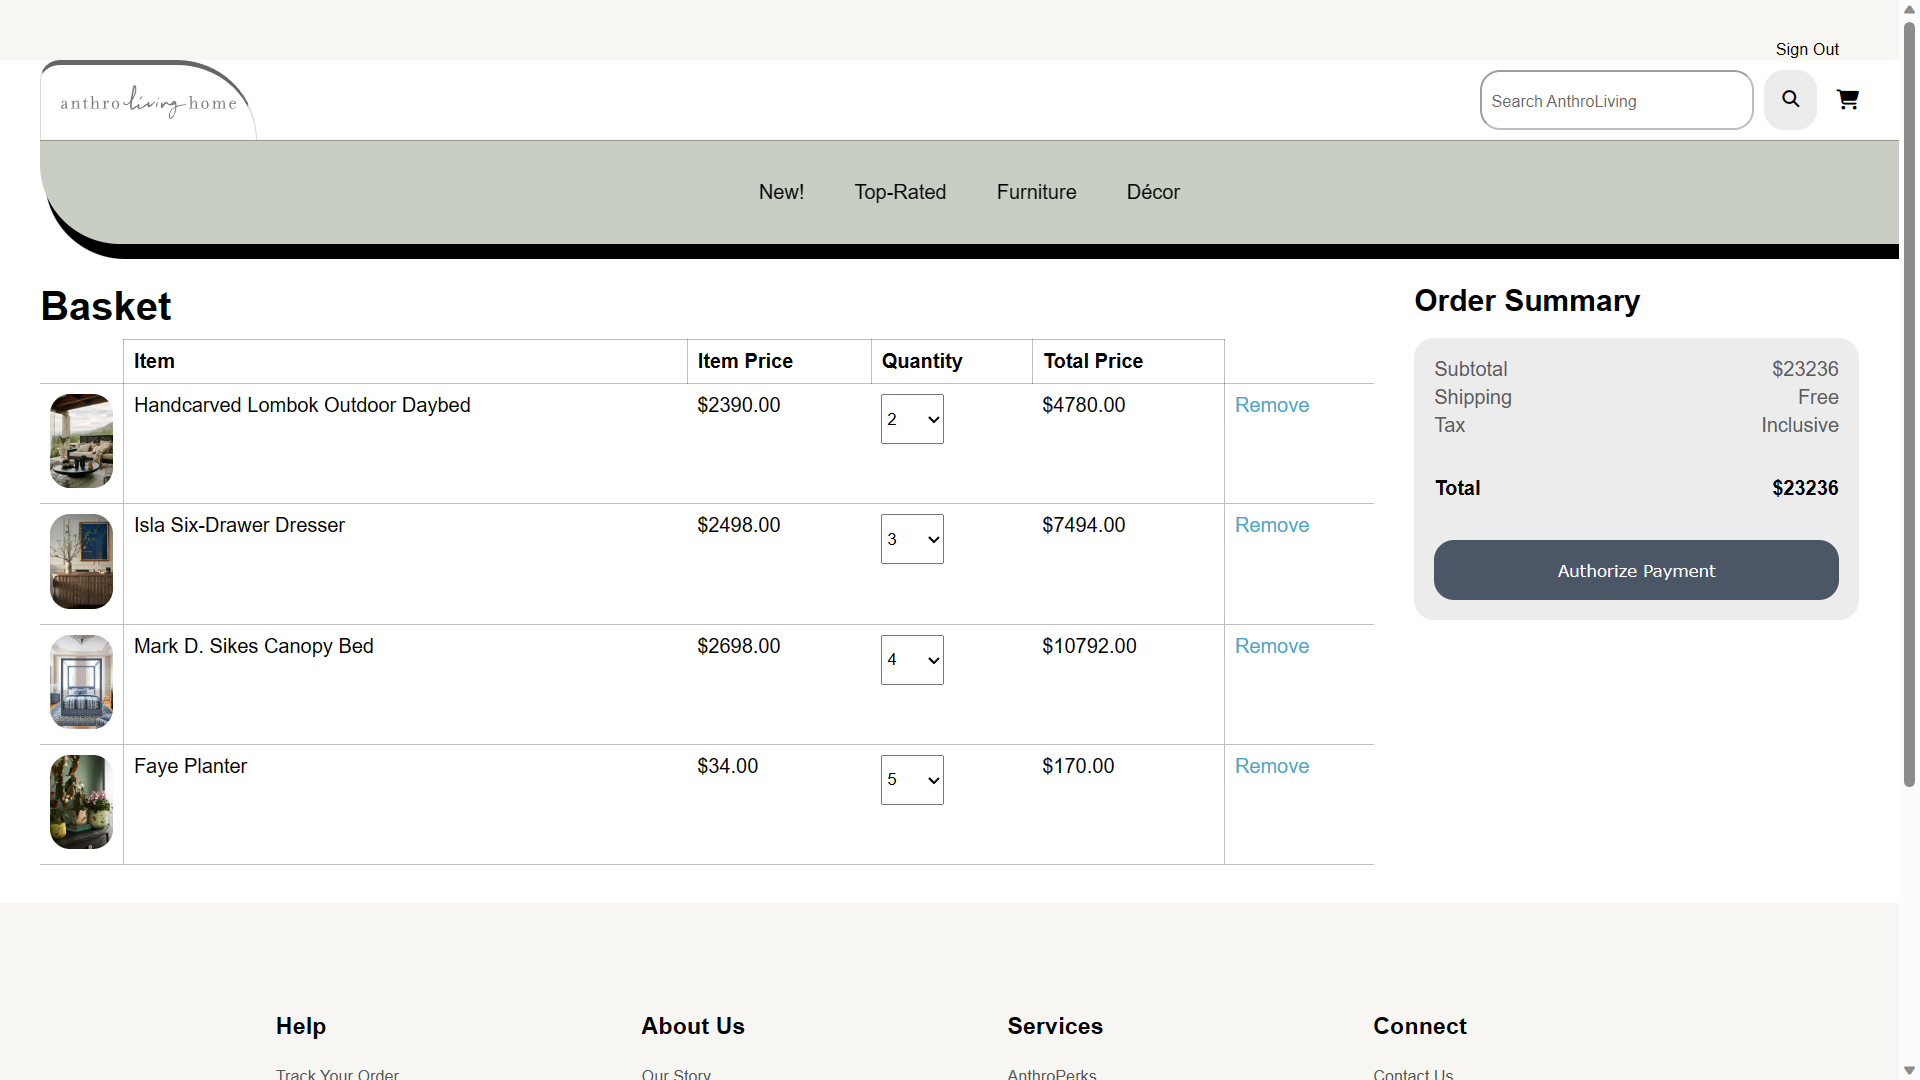 Sign Out
anthro living home
Search AnthroLiving
New! Top-Rated Furniture Décor
Basket
Item Item Price Quantity Total Price
Handcarved Lombok Outdoor Daybed $2390.00 2 $4780.00 Remove
Isla Six-Drawer Dresser $2498.00 3 $7494.00 Remove
Mark D. Sikes Canopy Bed $2698.00 4 $10792.00 Remove
Faye Planter $34.00 5 $170.00 Remove
Order Summary
Subtotal $23236
Shipping Free
Tax Inclusive
Total $23236
Authorize Payment
Help About Us Services Connect
Track Your Order Our Story AnthroPerks Contact Us